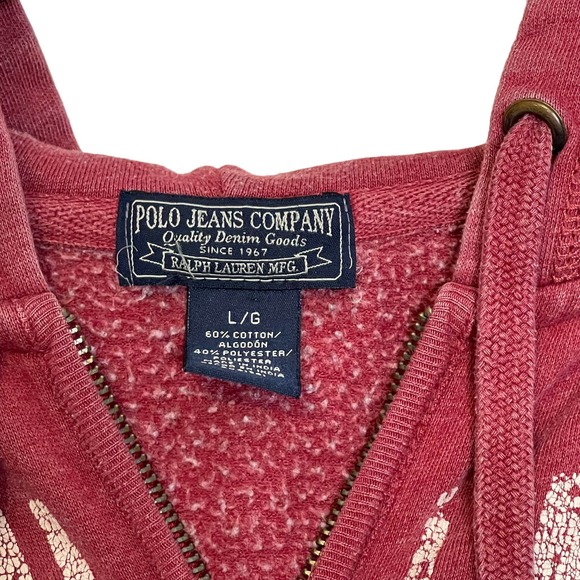 POLO JEANS COMPANY
Quality Denim Goods
SINCE 1967
RALPH LAUREN MFG.
L/G
60% COTTON/
ALGODÓN
40% POLYESTER/
POLIESTER
MADE IN INDIA